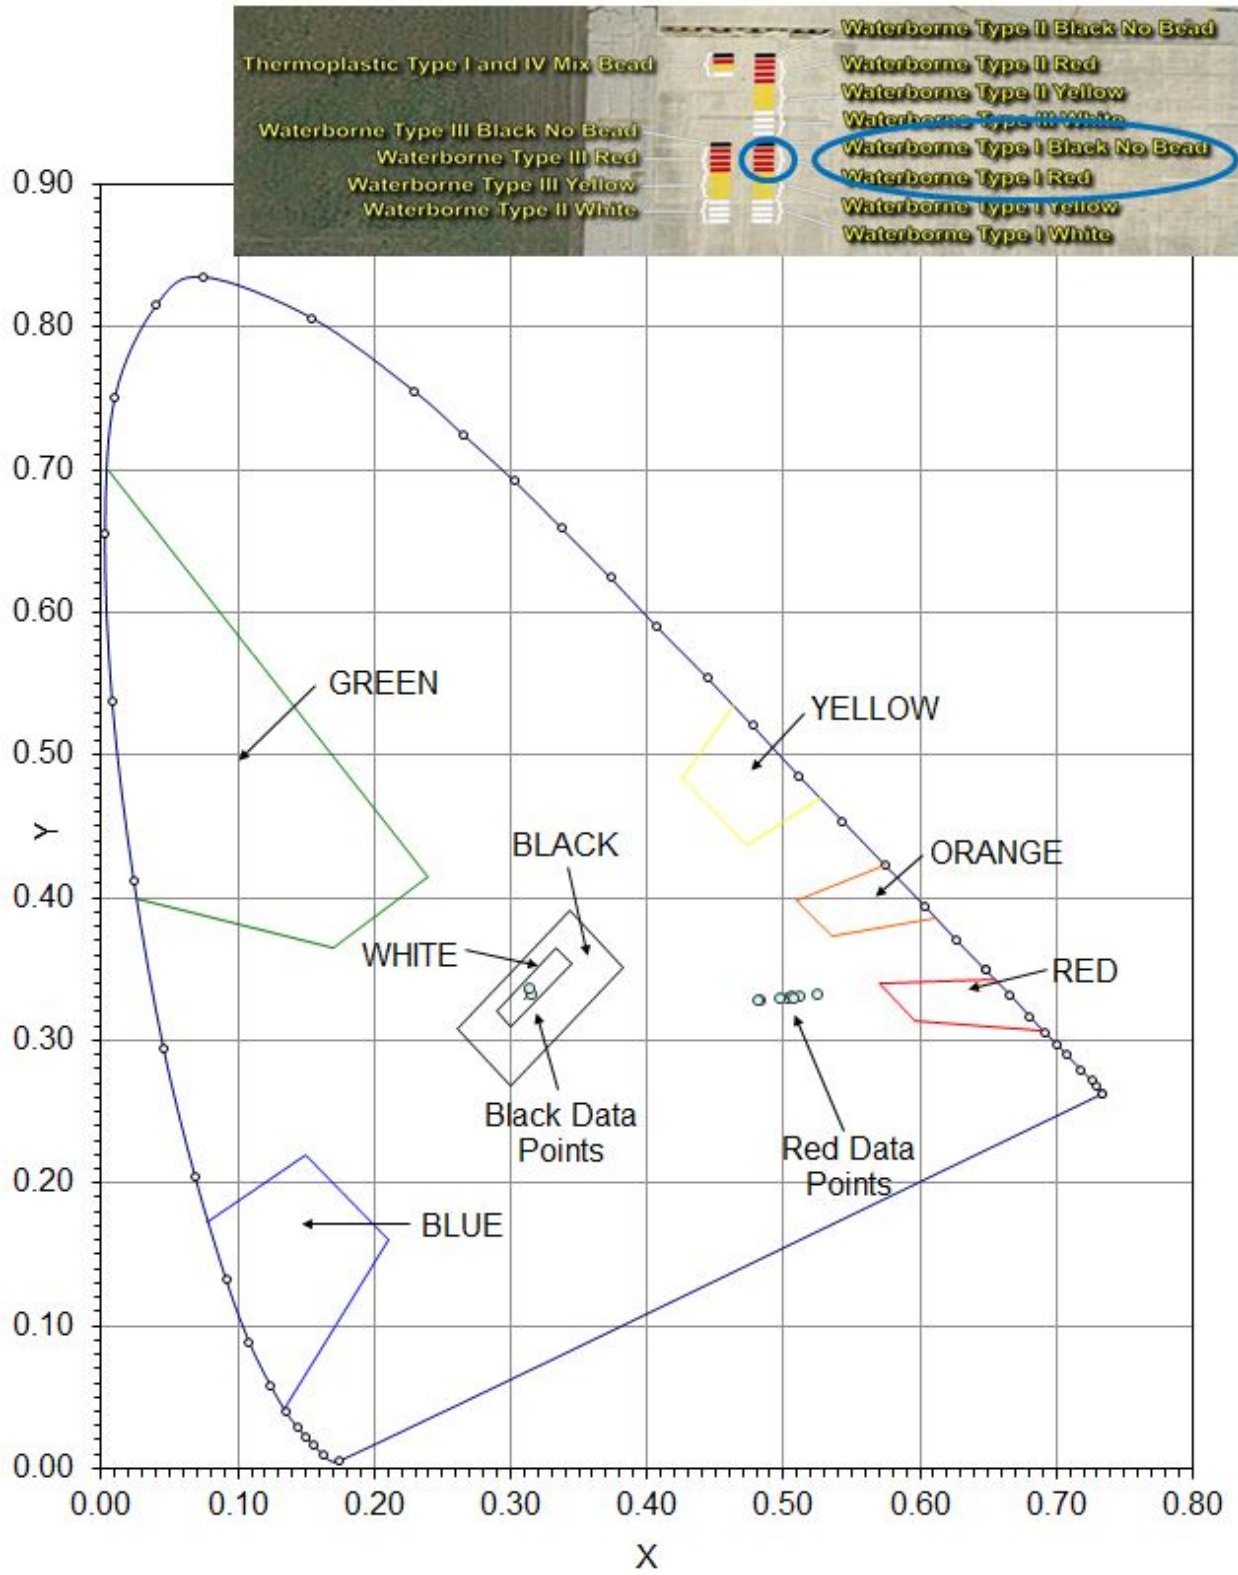 Waterborne Type II Black No Bead
Thermoplastic Type I and IV Mix Bead
Waterborne Type II Red
Waterborne Type II Yellow
Waterborne Type III White
Waterborne Type III Black No Bead
Waterborne Type I Black No Bead
Waterborne Type III Red
Waterborne Type I Red
Waterborne Type III Yellow
Waterborne Type I Yellow
Waterborne Type II White
Waterborne Type I White
0.90
0.80
0.70
0.60
0.50
0.40
0.30
0.20
0.10
0.00
Y
GREEN
YELLOW
BLACK
ORANGE
WHITE
RED
Black Data
Points
Red Data
Points
BLUE
0.00 0.10 0.20 0.30 0.40 0.50 0.60 0.70 0.80
X